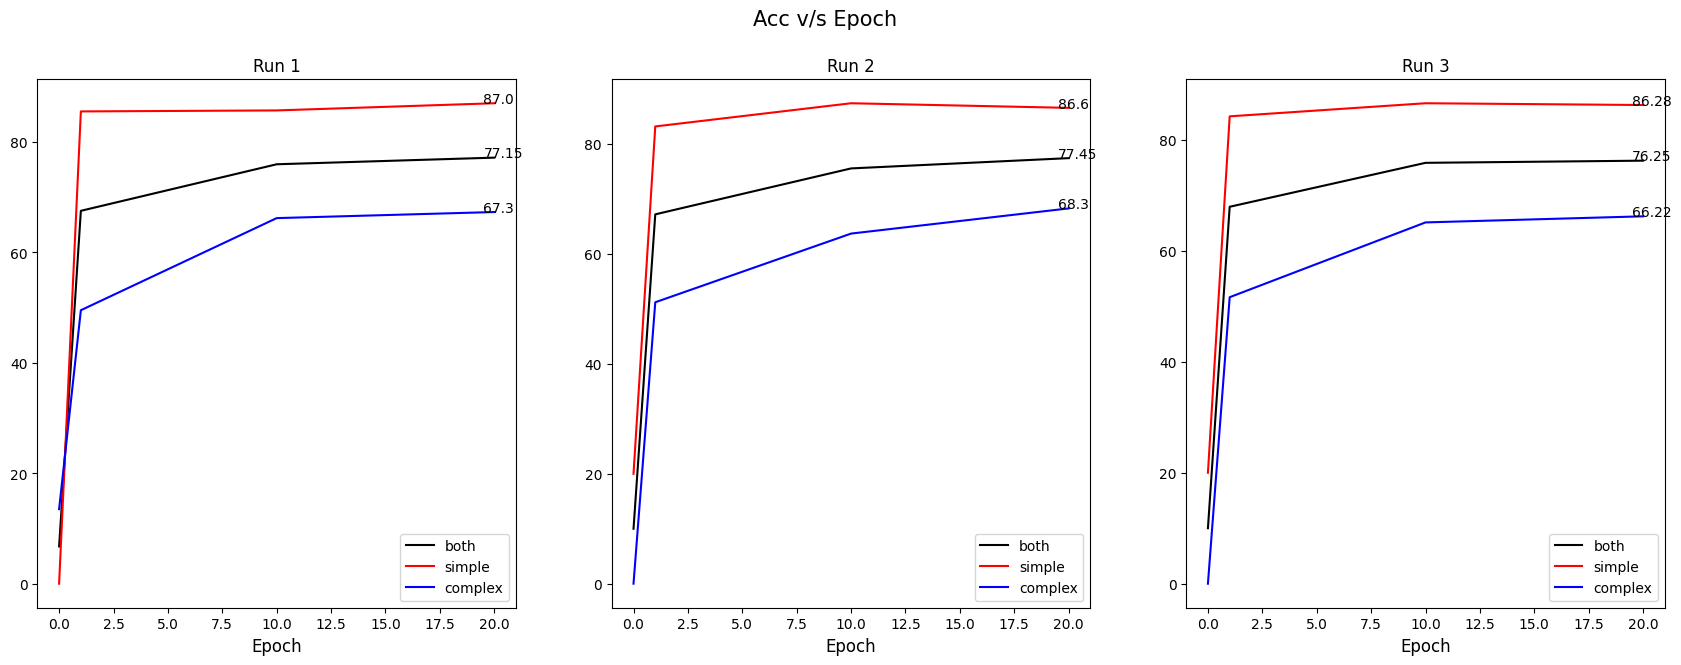 Acc v/s Epoch
Run 1
87.0
77.15
67.3
80
60
40
20
0
both
simple
complex
0.0 2.5 5.0 7.5 10.0 12.5 15.0 17.5 20.0
Epoch
Run 2
86.6
77.45
68.3
80
60
40
20
0
both
simple
complex
0.0 2.5 5.0 7.5 10.0 12.5 15.0 17.5 20.0
Epoch
Run 3
86.28
76.25
66.22
80
60
40
20
0
both
simple
complex
0.0 2.5 5.0 7.5 10.0 12.5 15.0 17.5 20.0
Epoch